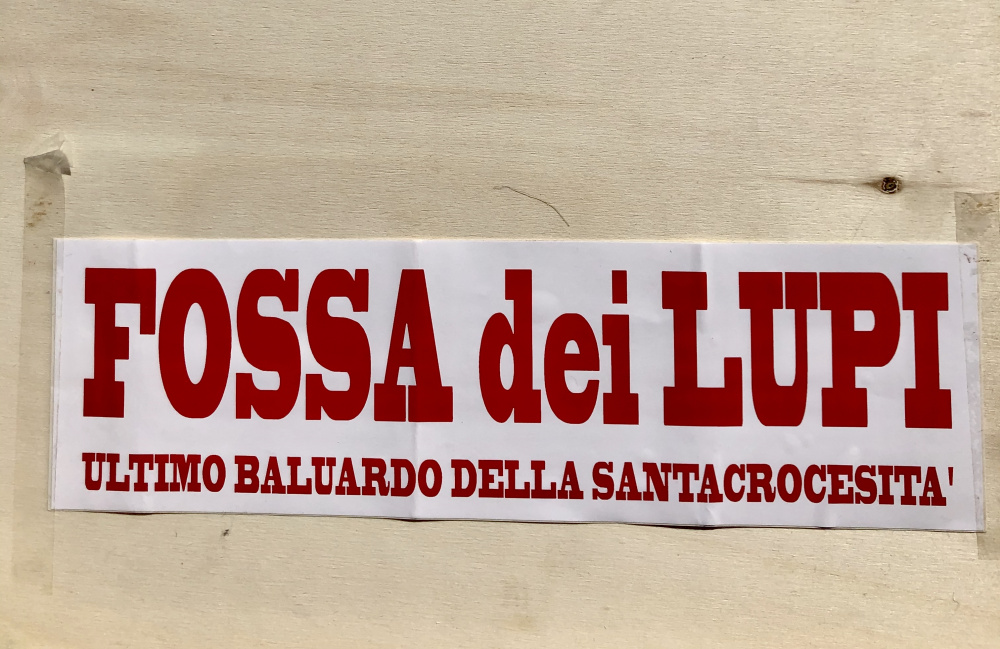 FOSSA dei LUPI
ULTIMO BALUARDO DELLA SANTACROCESITA'